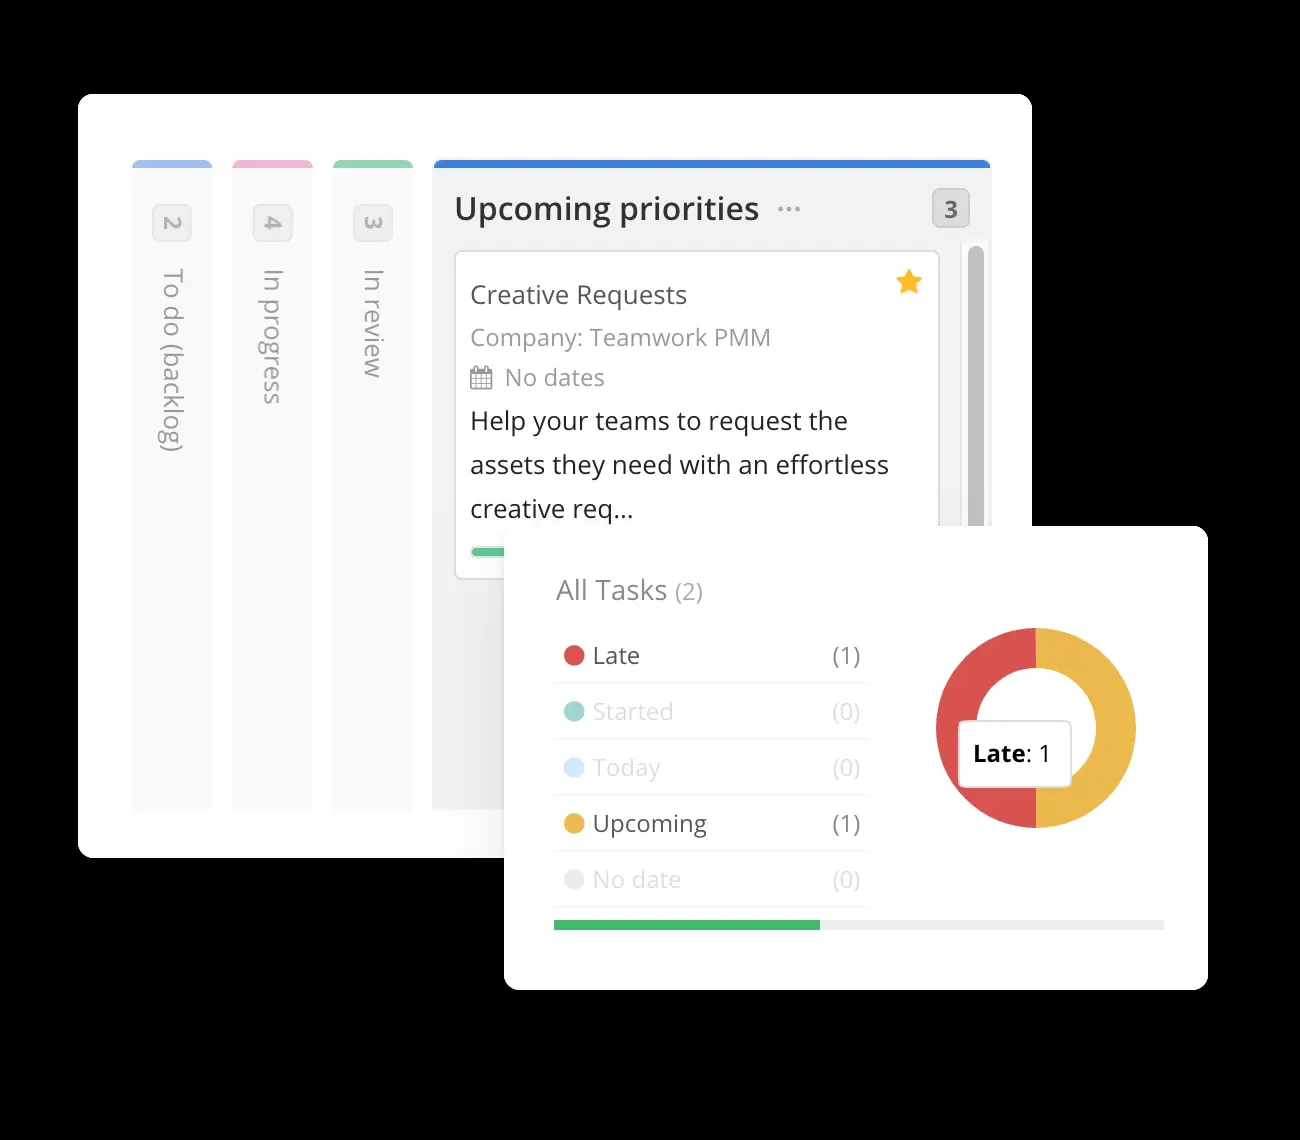 2
To do (backlog)
4
In progress
3
In review
Upcoming priorities ...
3
Creative Requests
Company: Teamwork PMM
No dates
Help your teams to request the
assets they need with an effortless
creative req...
All Tasks (2)
Late (1)
Started (0)
Today (0)
Upcoming (1)
No date (0)
Late: 1